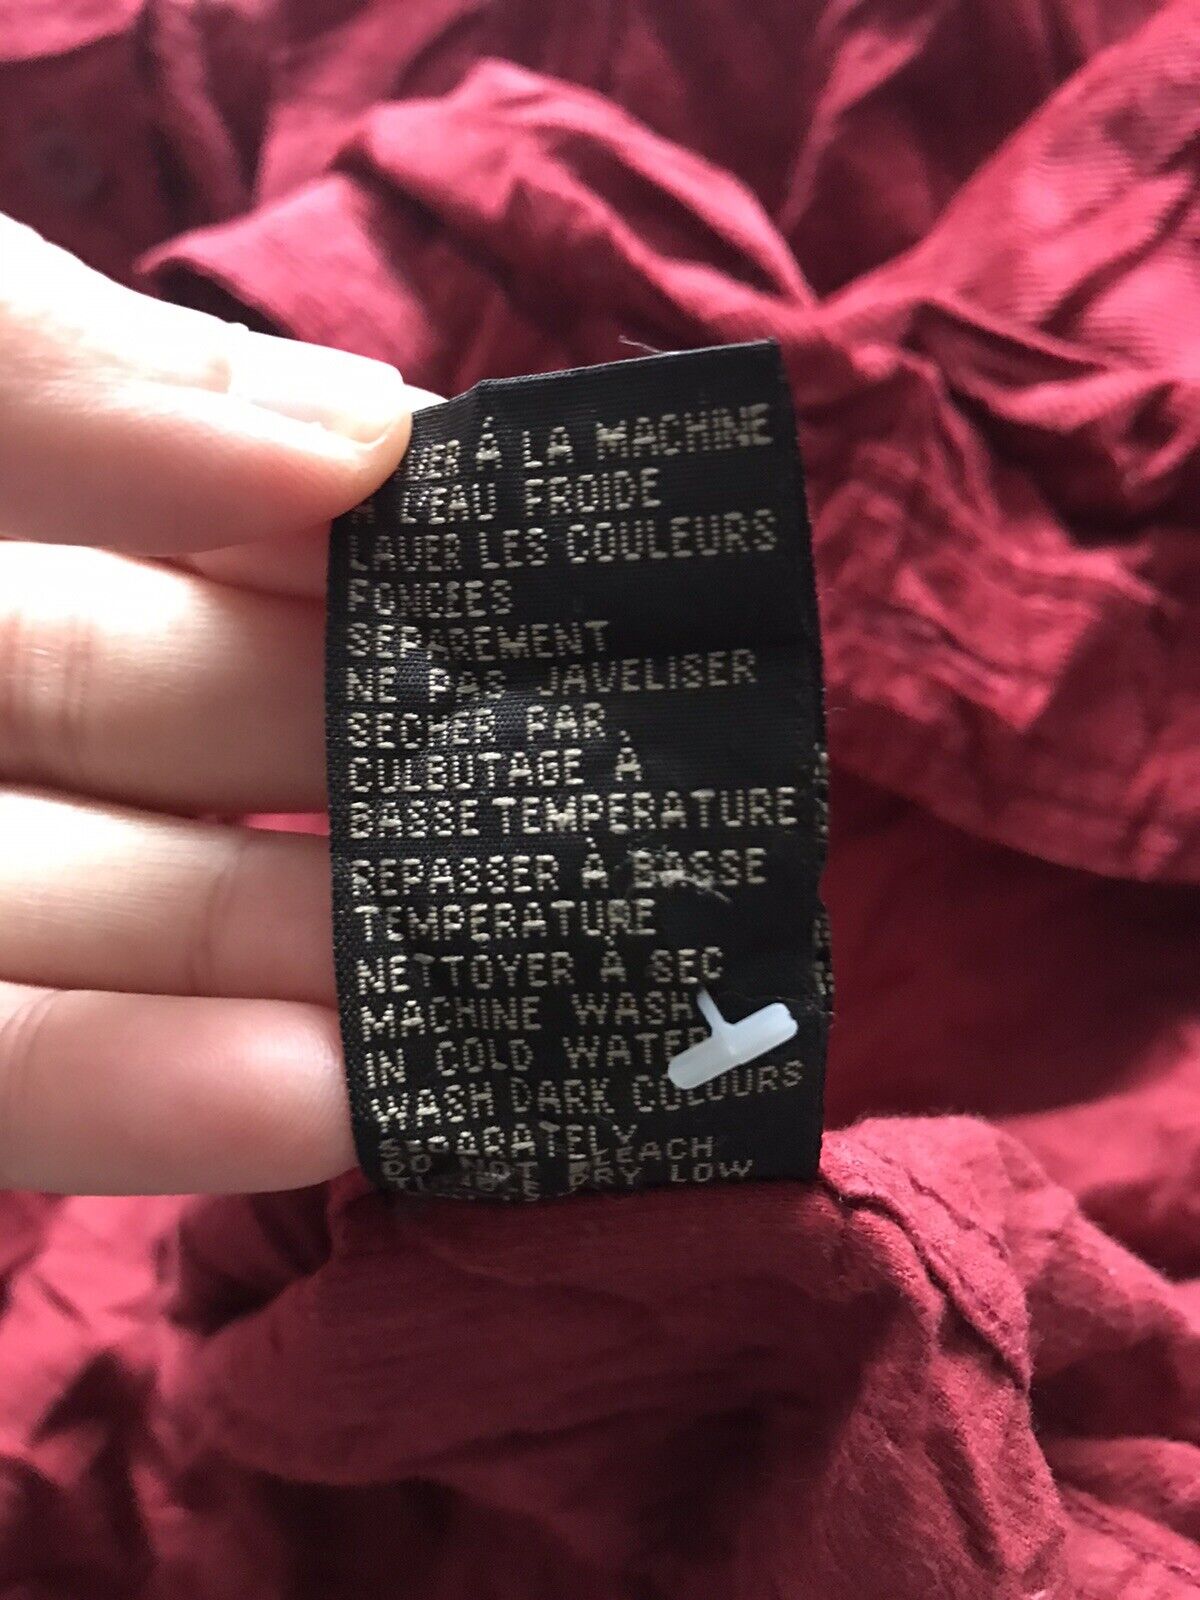 À LA MACHINE
L'EAU FROIDE
LAVER LES COULEURS
FONCÉES
SEPAREMENT
NE PAS JAVELISER
SECHER PAR
CULBUTAGE À
BASSE TEMPERATURE
REPASSER À BASSE
TEMPERATURE
NETTOYER À SEC
MACHINE WASH
IN COLD WATER
WASH DARK COLOURS
SEPARATELY
DO NOT BLEACH
DRY LOW